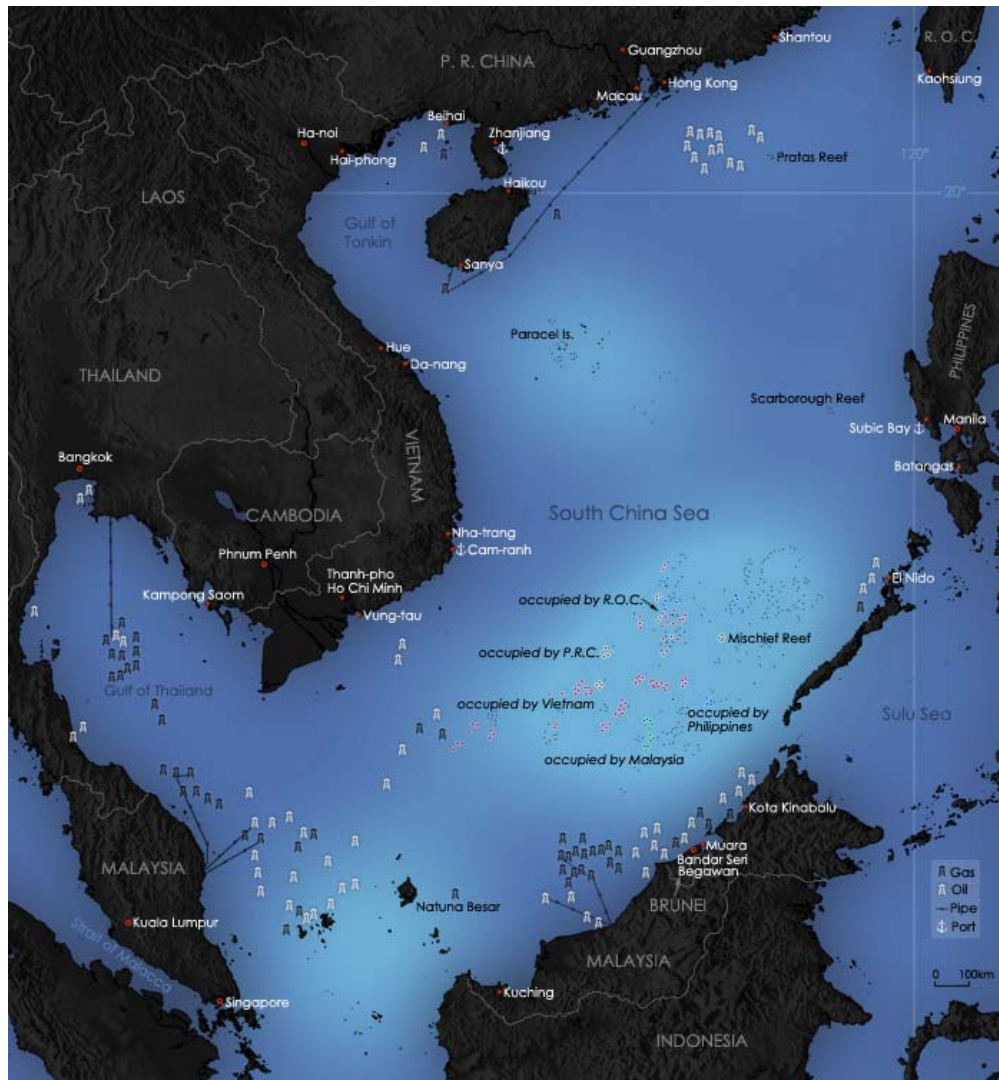 Shantou
R. O. C.
Guangzhou
P. R. CHINA
Kaohsiung
Hong Kong
Macau
Beihai
Zhanjiang
Ha-noi
Hai-phong
120°
Pratas Reef
Haikou
20°
LAOS
Gulf of
Tonkin
Sanya
Paracel Is.
Hue
Da-nang
THAILAND
PHILIPPINES
Scarborough Reef
Subic Bay
Manila
Bangkok
VIETNAM
Batangas
CAMBODIA
South China Sea
Nha-trang
Cam-ranh
Phnum Penh
Thanh-pho
Ho Chi Minh
El Nido
Kampong Saom
occupied by R.O.C.
Vung-tau
Mischief Reef
occupied by P.R.C.
Gulf of Thailand
occupied by Vietnam
occupied by
Philippines
Sulu Sea
occupied by Malaysia
Kota Kinabalu
Muara
Bandar Seri
Begawan
MALAYSIA
BRUNEI
Natuna Besar
Gas
Oil
Pipe
Port
Kuala Lumpur
Strait of Malacca
MALAYSIA
0 100km
Kuching
Singapore
INDONESIA